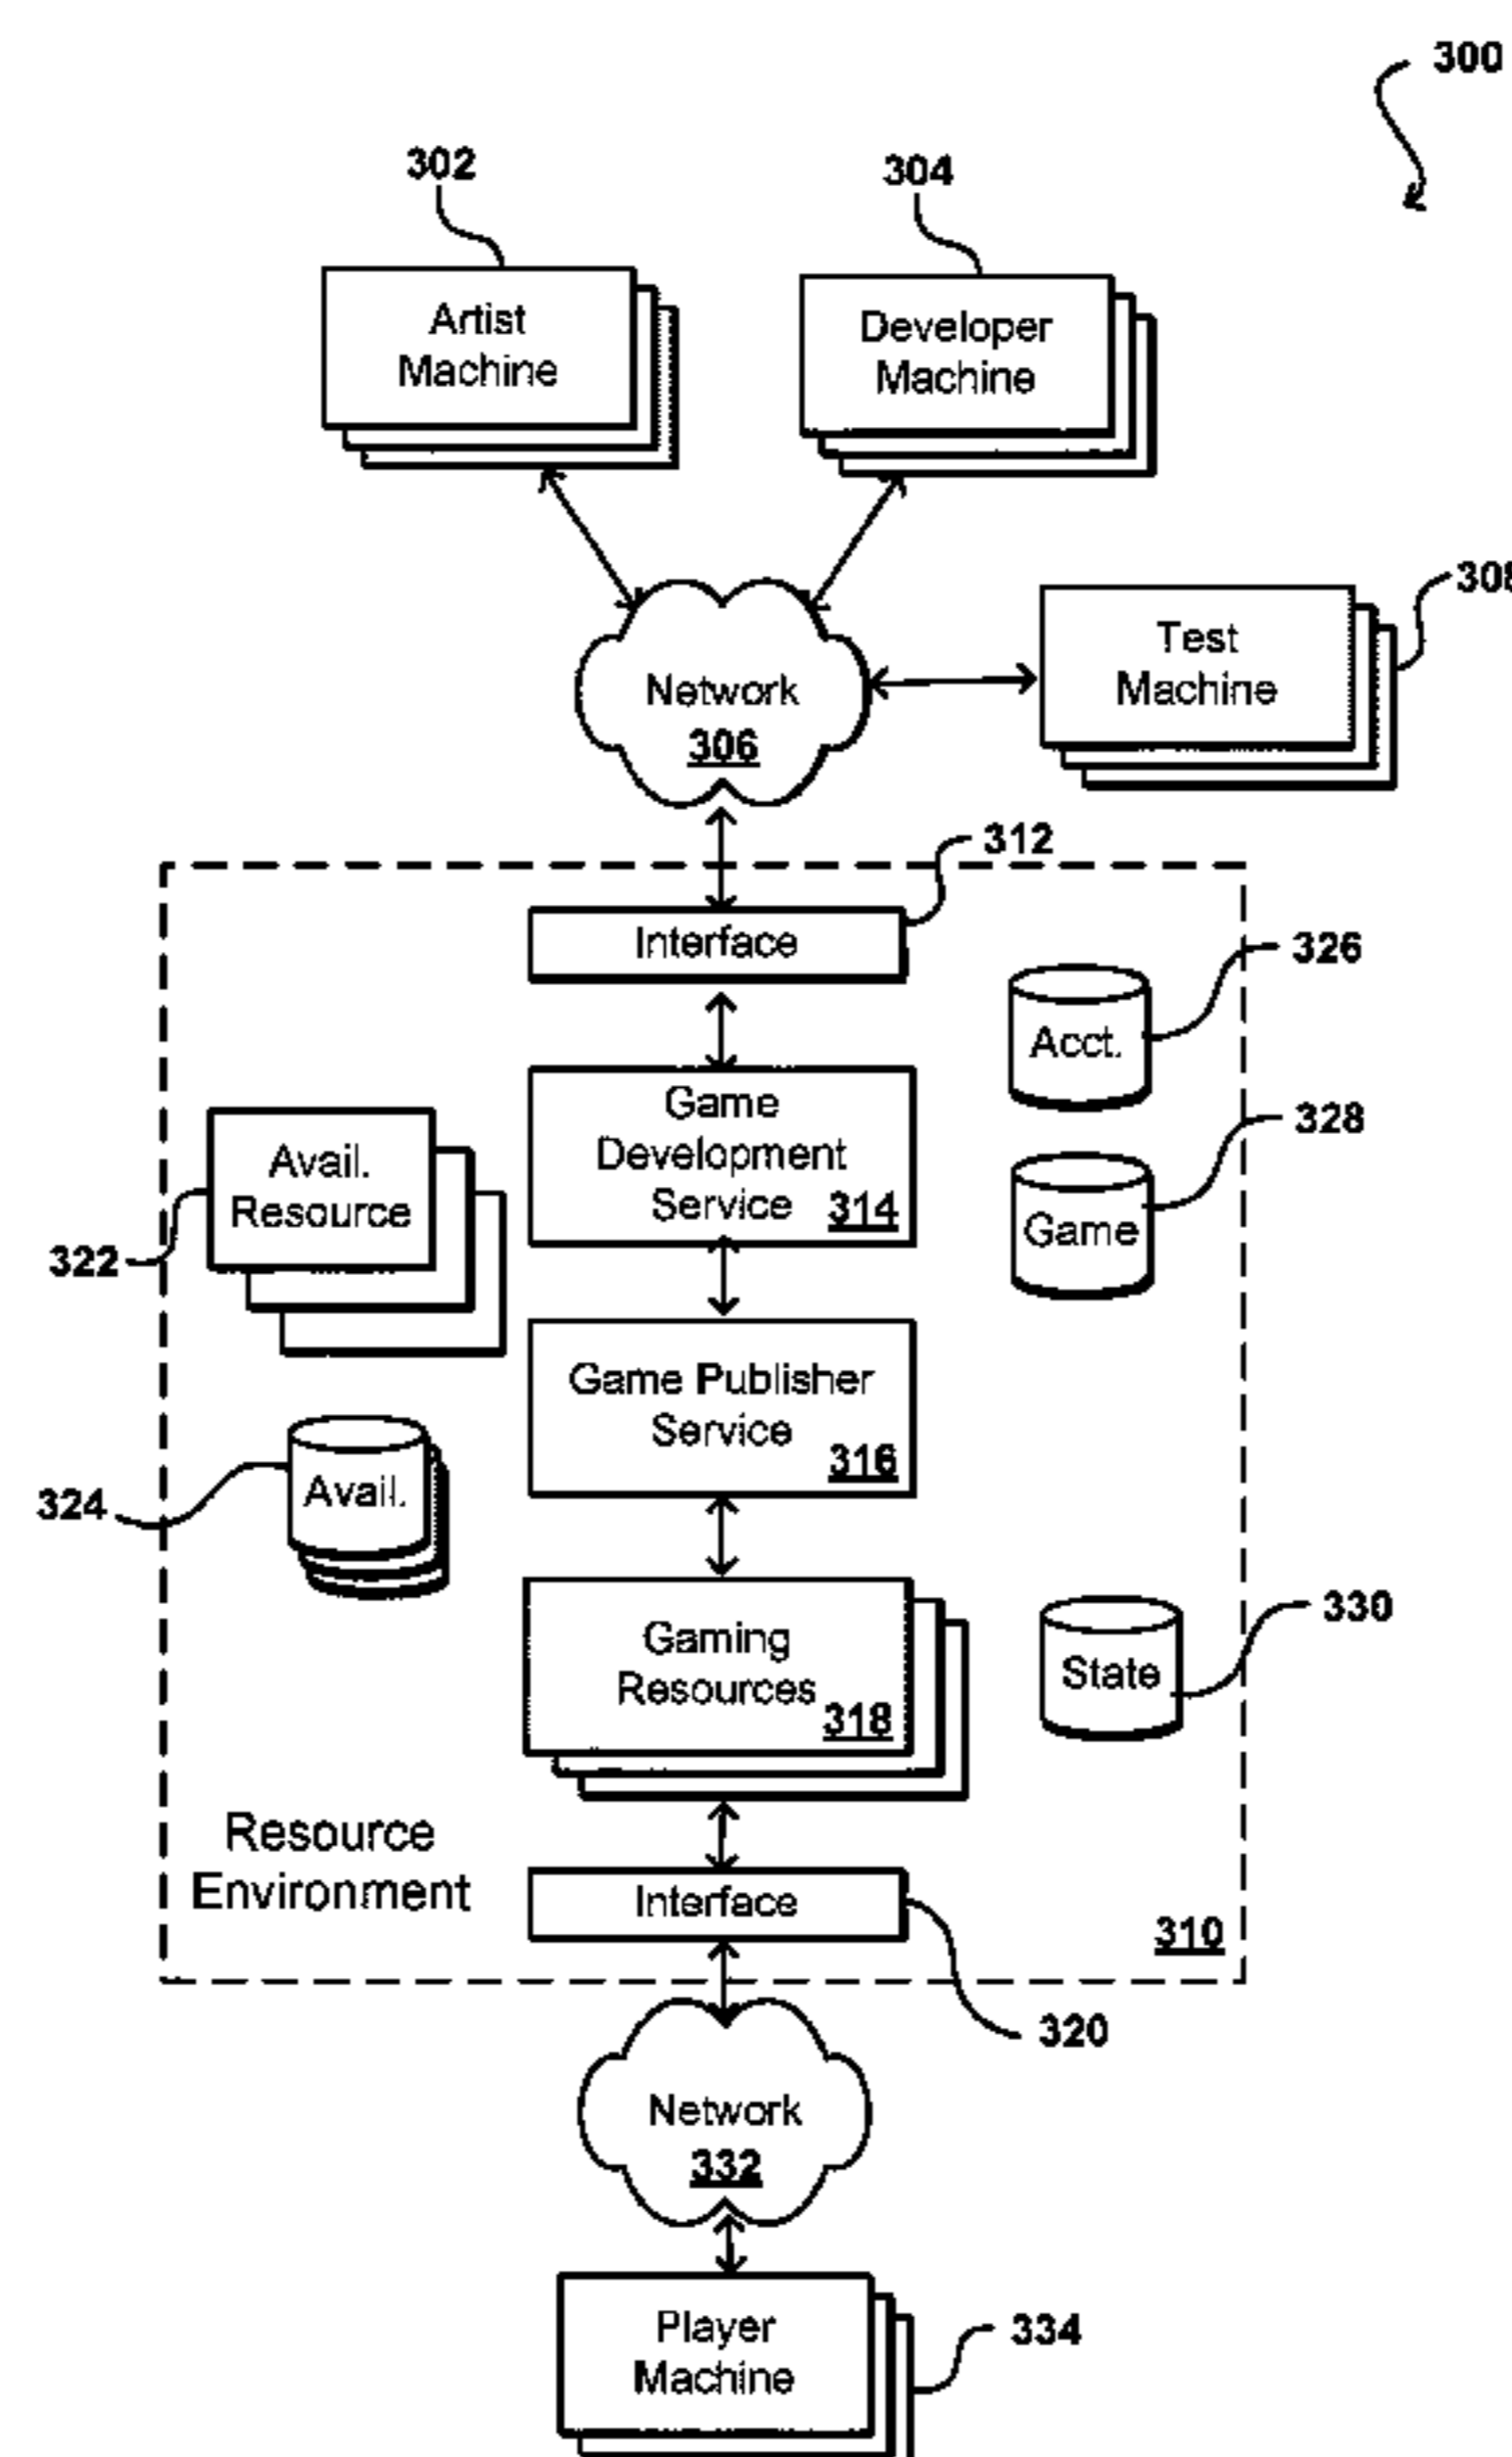 300
302
304
Artist
Machine
Developer
Machine
Test
Machine
Network
306
312
Interface
326
Acct.
Game
Development
Service 314
328
Game
Avail.
Resource
322
Game Publisher
Service
316
324
Avail.
Gaming
Resources
318
330
State
Resource
Environment
Interface
310
320
Network
332
Player
Machine
334